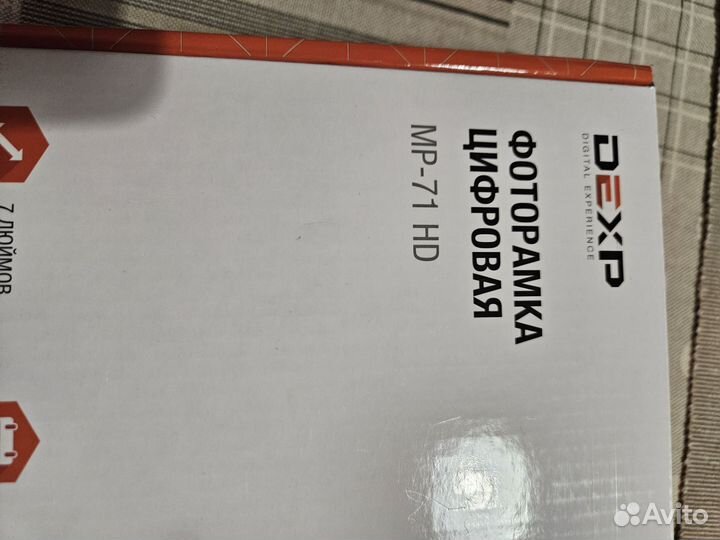 DEXP
DIGITAL EXPERIENCE
ФОТОРАМКА
ЦИФРОВАЯ
MP-71 HD
7 ДЮЙМОВ
Avito